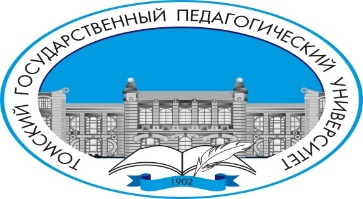 ТОМСКИЙ ГОСУДАРСТВЕННЫЙ ПЕДАГОГИЧЕСКИЙ УНИВЕРСИТЕТ
1902